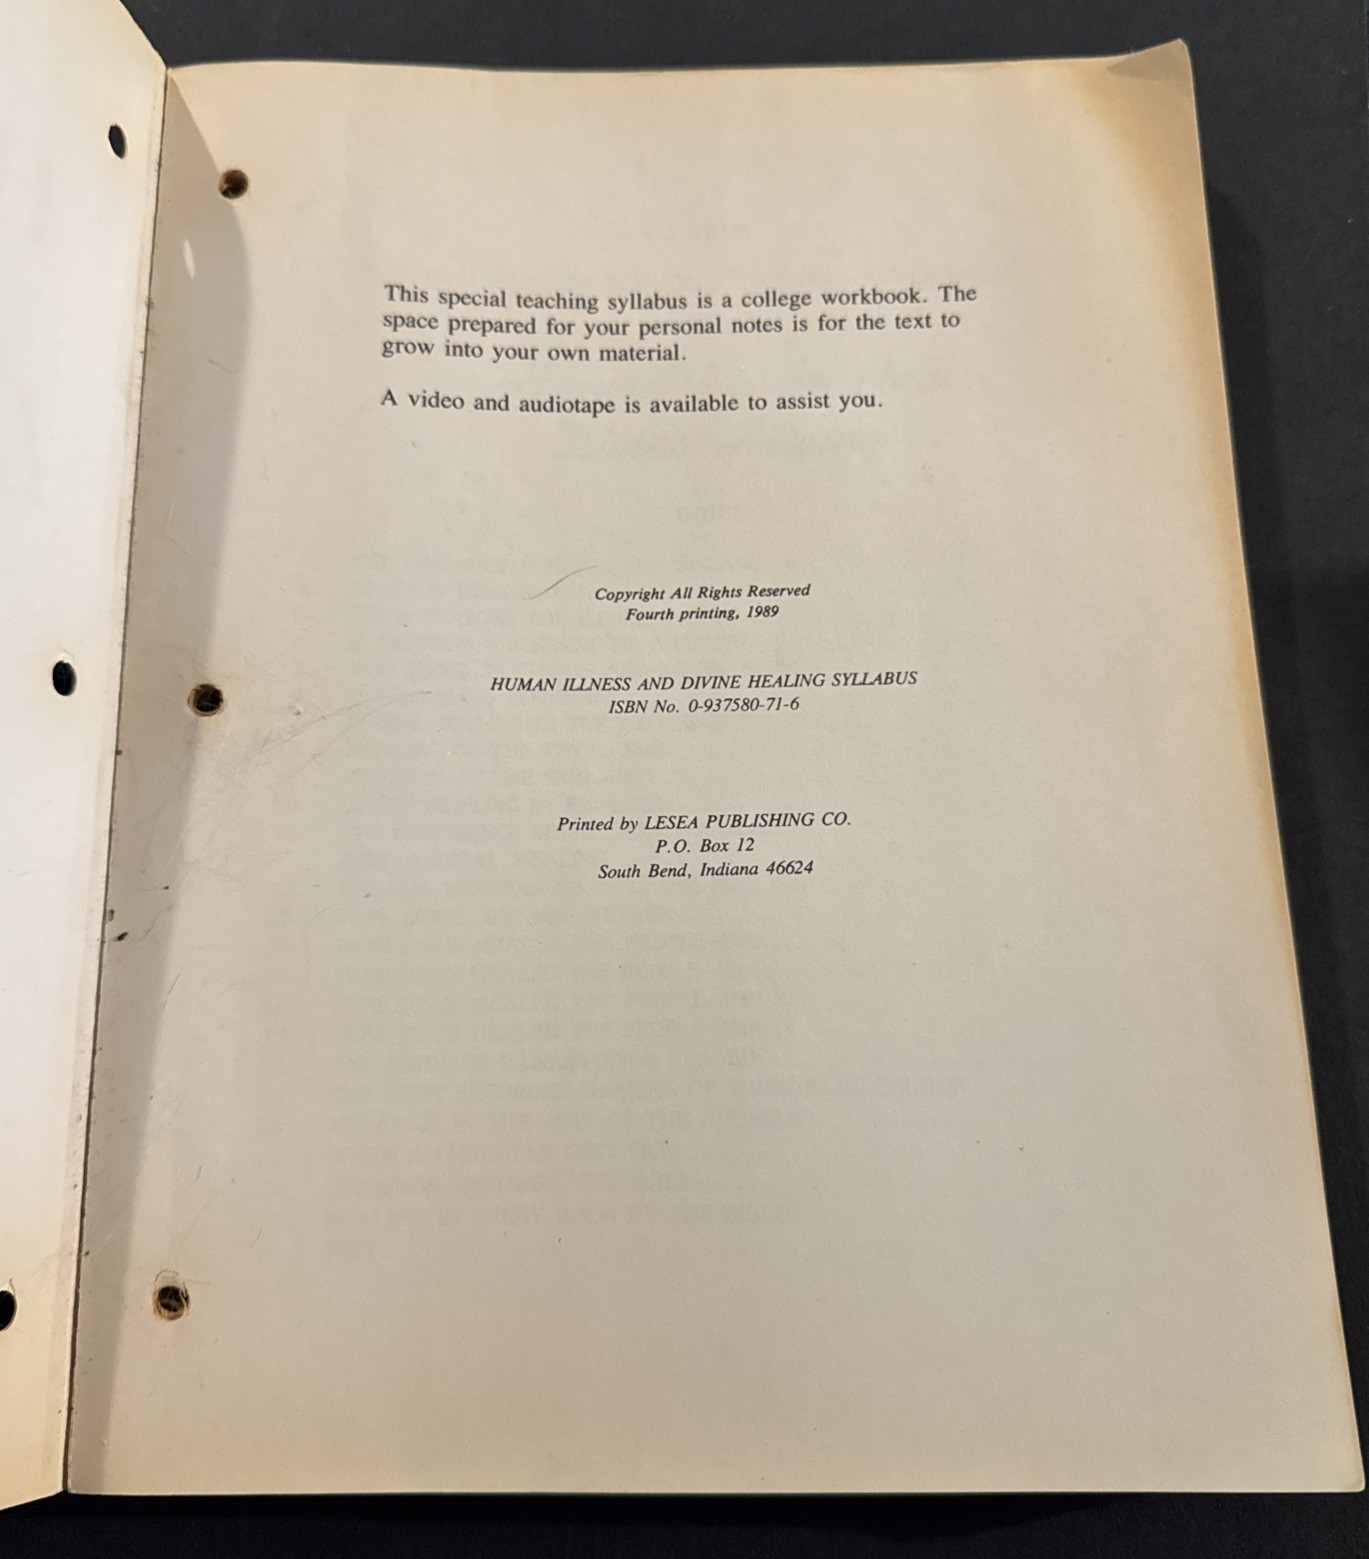 This special teaching syllabus is a college workbook. The
space prepared for your personal notes is for the text to
grow into your own material.
A video and audiotape is available to assist you.
Copyright All Rights Reserved
Fourth printing, 1989
HUMAN ILLNESS AND DIVINE HEALING SYLLABUS
ISBN No. 0-937580-71-6
Printed by LESEA PUBLISHING CO.
P.O. Box 12
South Bend, Indiana 46624